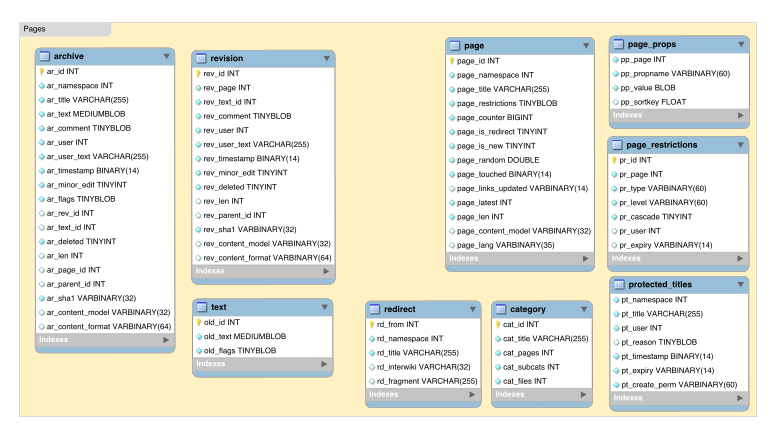 Pages
archive
ar_id INT
ar_namespace INT
ar_title VARCHAR(255)
ar_text MEDIUMBLOB
ar_comment TINYBLOB
ar_user INT
ar_user_text VARCHAR(255)
ar_timestamp BINARY(14)
ar_minor_edit TINYINT
ar_flags TINYBLOB
ar_rev_id INT
ar_text_id INT
ar_deleted TINYINT
ar_len INT
ar_page_id INT
ar_parent_id INT
ar_sha1 VARBINARY(32)
ar_content_model VARBINARY(32)
ar_content_format VARBINARY(64)
Indexes
revision
rev_id INT
rev_page INT
rev_text_id INT
rev_comment TINYBLOB
rev_user INT
rev_user_text VARCHAR(255)
rev_timestamp BINARY(14)
rev_minor_edit TINYINT
rev_deleted TINYINT
rev_len INT
rev_parent_id INT
rev_sha1 VARBINARY(32)
rev_content_model VARBINARY(32)
rev_content_format VARBINARY(64)
Indexes
text
old_id INT
old_text MEDIUMBLOB
old_flags TINYBLOB
Indexes
page
page_id INT
page_namespace INT
page_title VARCHAR(255)
page_restrictions TINYBLOB
page_counter BIGINT
page_is_redirect TINYINT
page_is_new TINYINT
page_random DOUBLE
page_touched BINARY(14)
page_links_updated VARBINARY(14)
page_latest INT
page_len INT
page_content_model VARBINARY(32)
page_lang VARBINARY(35)
Indexes
redirect
rd_from INT
rd_namespace INT
rd_title VARCHAR(255)
rd_interwiki VARCHAR(32)
rd_fragment VARCHAR(255)
Indexes
category
cat_id INT
cat_title VARCHAR(255)
cat_pages INT
cat_subcats INT
cat_files INT
Indexes
page_props
pp_page INT
pp_propname VARBINARY(60)
pp_value BLOB
pp_sortkey FLOAT
Indexes
page_restrictions
pr_id INT
pr_page INT
pr_type VARBINARY(60)
pr_level VARBINARY(60)
pr_cascade TINYINT
pr_user INT
pr_expiry VARBINARY(14)
Indexes
protected_titles
pt_namespace INT
pt_title VARCHAR(255)
pt_user INT
pt_reason TINYBLOB
pt_timestamp BINARY(14)
pt_expiry VARBINARY(14)
pt_create_perm VARBINARY(60)
Indexes